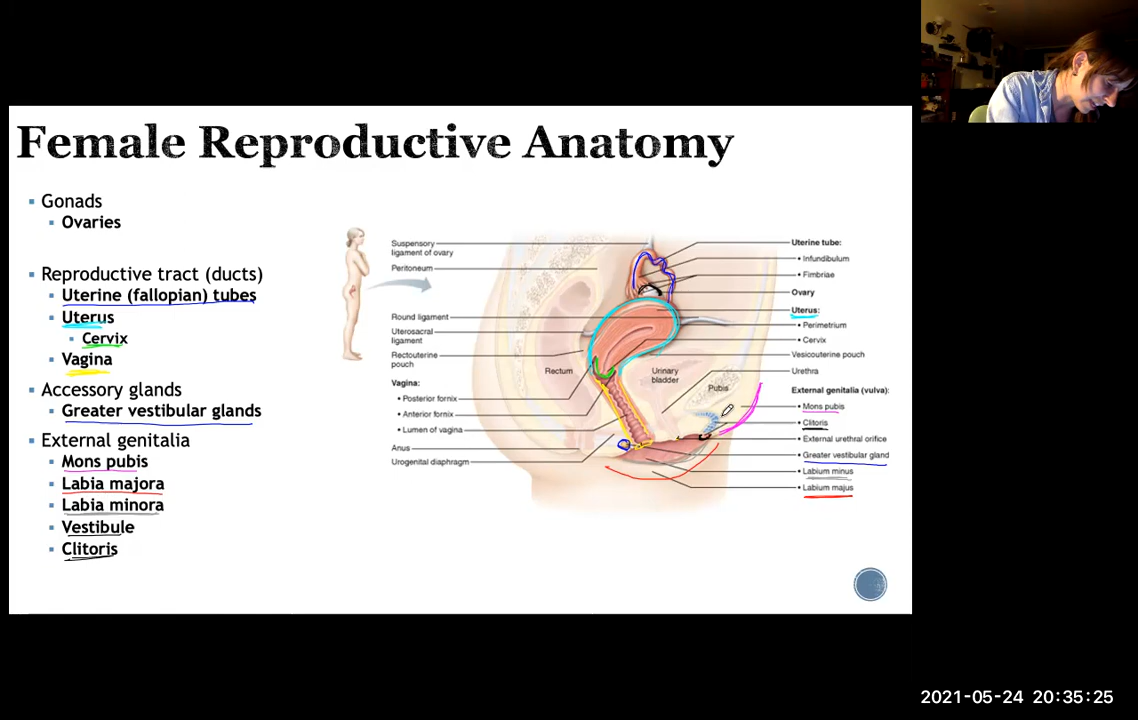 Female Reproductive Anatomy
▪ Gonads
▪ Ovaries
▪ Reproductive tract (ducts)
▪ Uterine (fallopian) tubes
▪ Uterus
▪ Cervix
▪ Vagina
▪ Accessory glands
▪ Greater vestibular glands
▪ External genitalia
▪ Mons pubis
▪ Labia majora
▪ Labia minora
▪ Vestibule
▪ Clitoris
Suspensory
ligament of ovary
Peritoneum
Round ligament
Uterosacral
ligament
Rectouterine
pouch
Vagina:
• Posterior fornix
• Anterior fornix
• Lumen of vagina
Anus
Urogenital diaphragm
Rectum
Urinary
bladder
Pubis
Uterine tube:
• Infundibulum
• Fimbriae
Ovary
Uterus:
• Perimetrium
• Cervix
Vesicouterine pouch
Urethra
External genitalia (vulva):
• Mons pubis
• Clitoris
• External urethral orifice
• Greater vestibular gland
• Labium minus
• Labium majus
2021-05-24 20:35:25